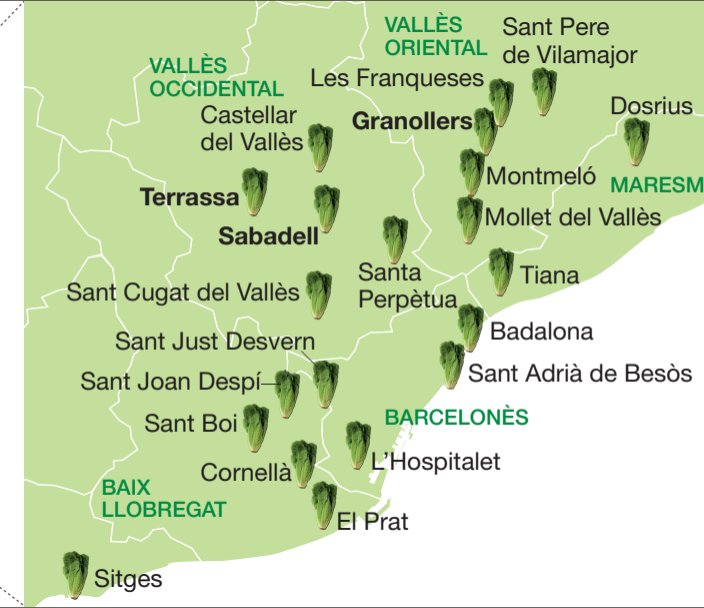 VALLÈS
ORIENTAL
Sant Pere
de Vilamajor
VALLÈS
OCCIDENTAL
Les Franqueses
Castellar
del Vallès
Granollers
Dosrius
Montmeló
MARESM
Terrassa
Mollet del Vallès
Sabadell
Santa
Perpètua
Tiana
Sant Cugat del Vallès
Sant Just Desvern
Badalona
Sant Joan Despí
Sant Adrià de Besòs
Sant Boi
BARCELONÈS
Cornellà
L'Hospitalet
BAIX
LLOBREGAT
El Prat
Sitges